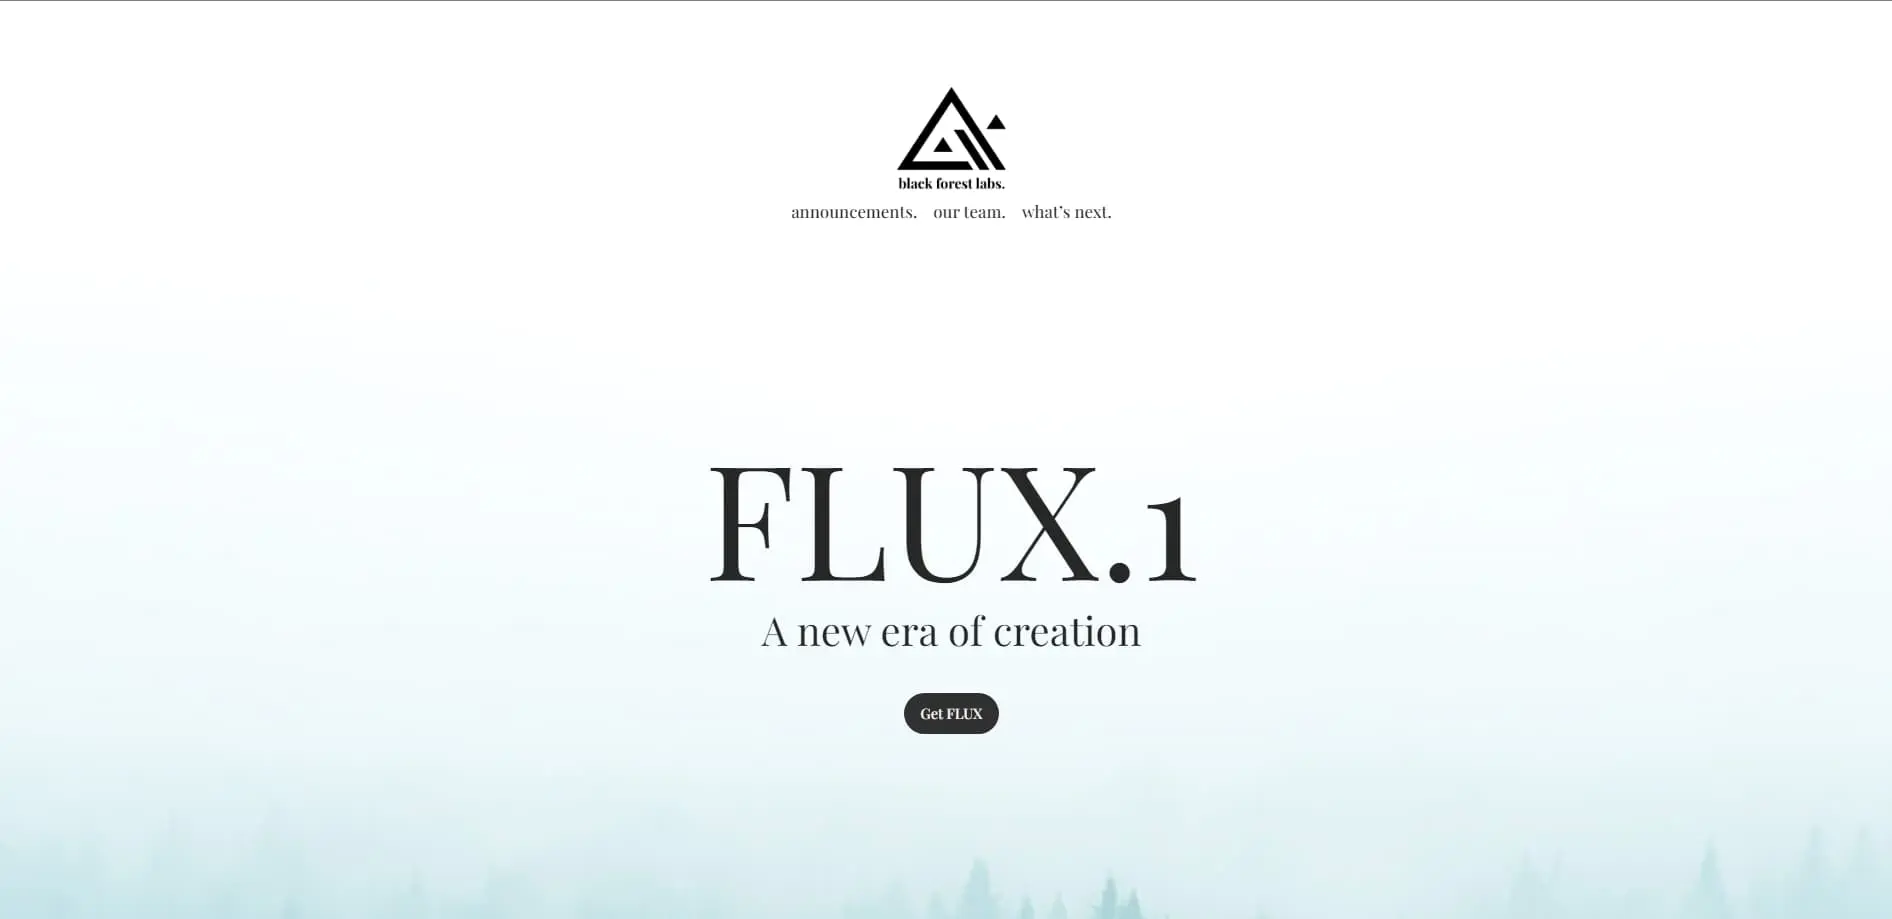 black forest labs.
announcements. our team. what's next.
FLUX.1
A new era of creation
Get FLUX